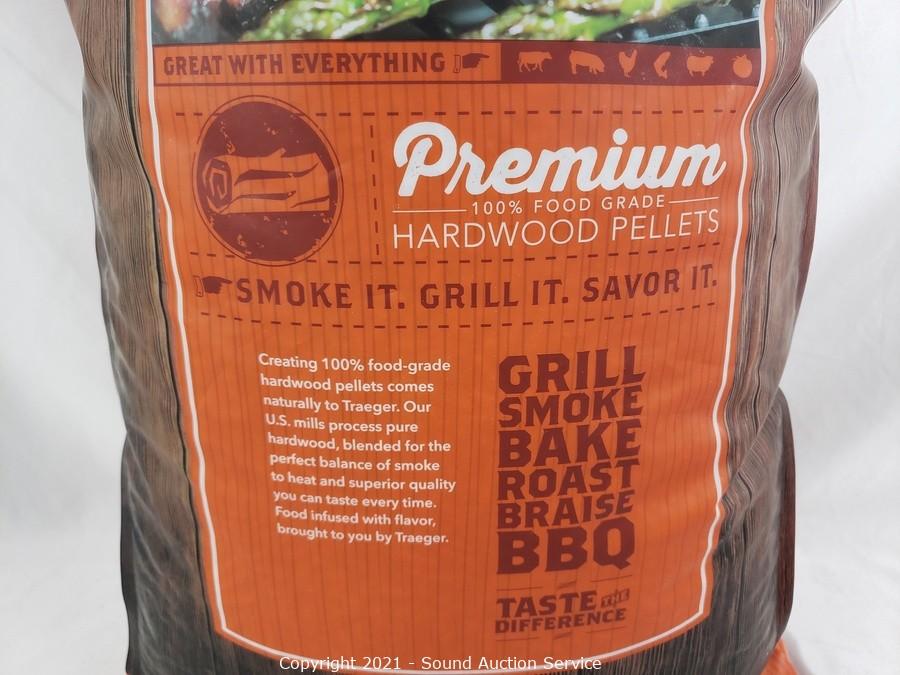 GREAT WITH EVERYTHING
Premium
100% FOOD GRADE
HARDWOOD PELLETS
SMOKE IT. GRILL IT. SAVOR IT.
Creating 100% food-grade
hardwood pellets comes
naturally to Traeger. Our
U.S. mills process pure
hardwood, blended for the
perfect balance of smoke
to heat and superior quality
you can taste every time.
Food infused with flavor,
brought to you by Traeger.
GRILL
SMOKE
BAKE
ROAST
BRAISE
BBQ
TASTE THE
DIFFERENCE
Copyright 2021 - Sound Auction Service